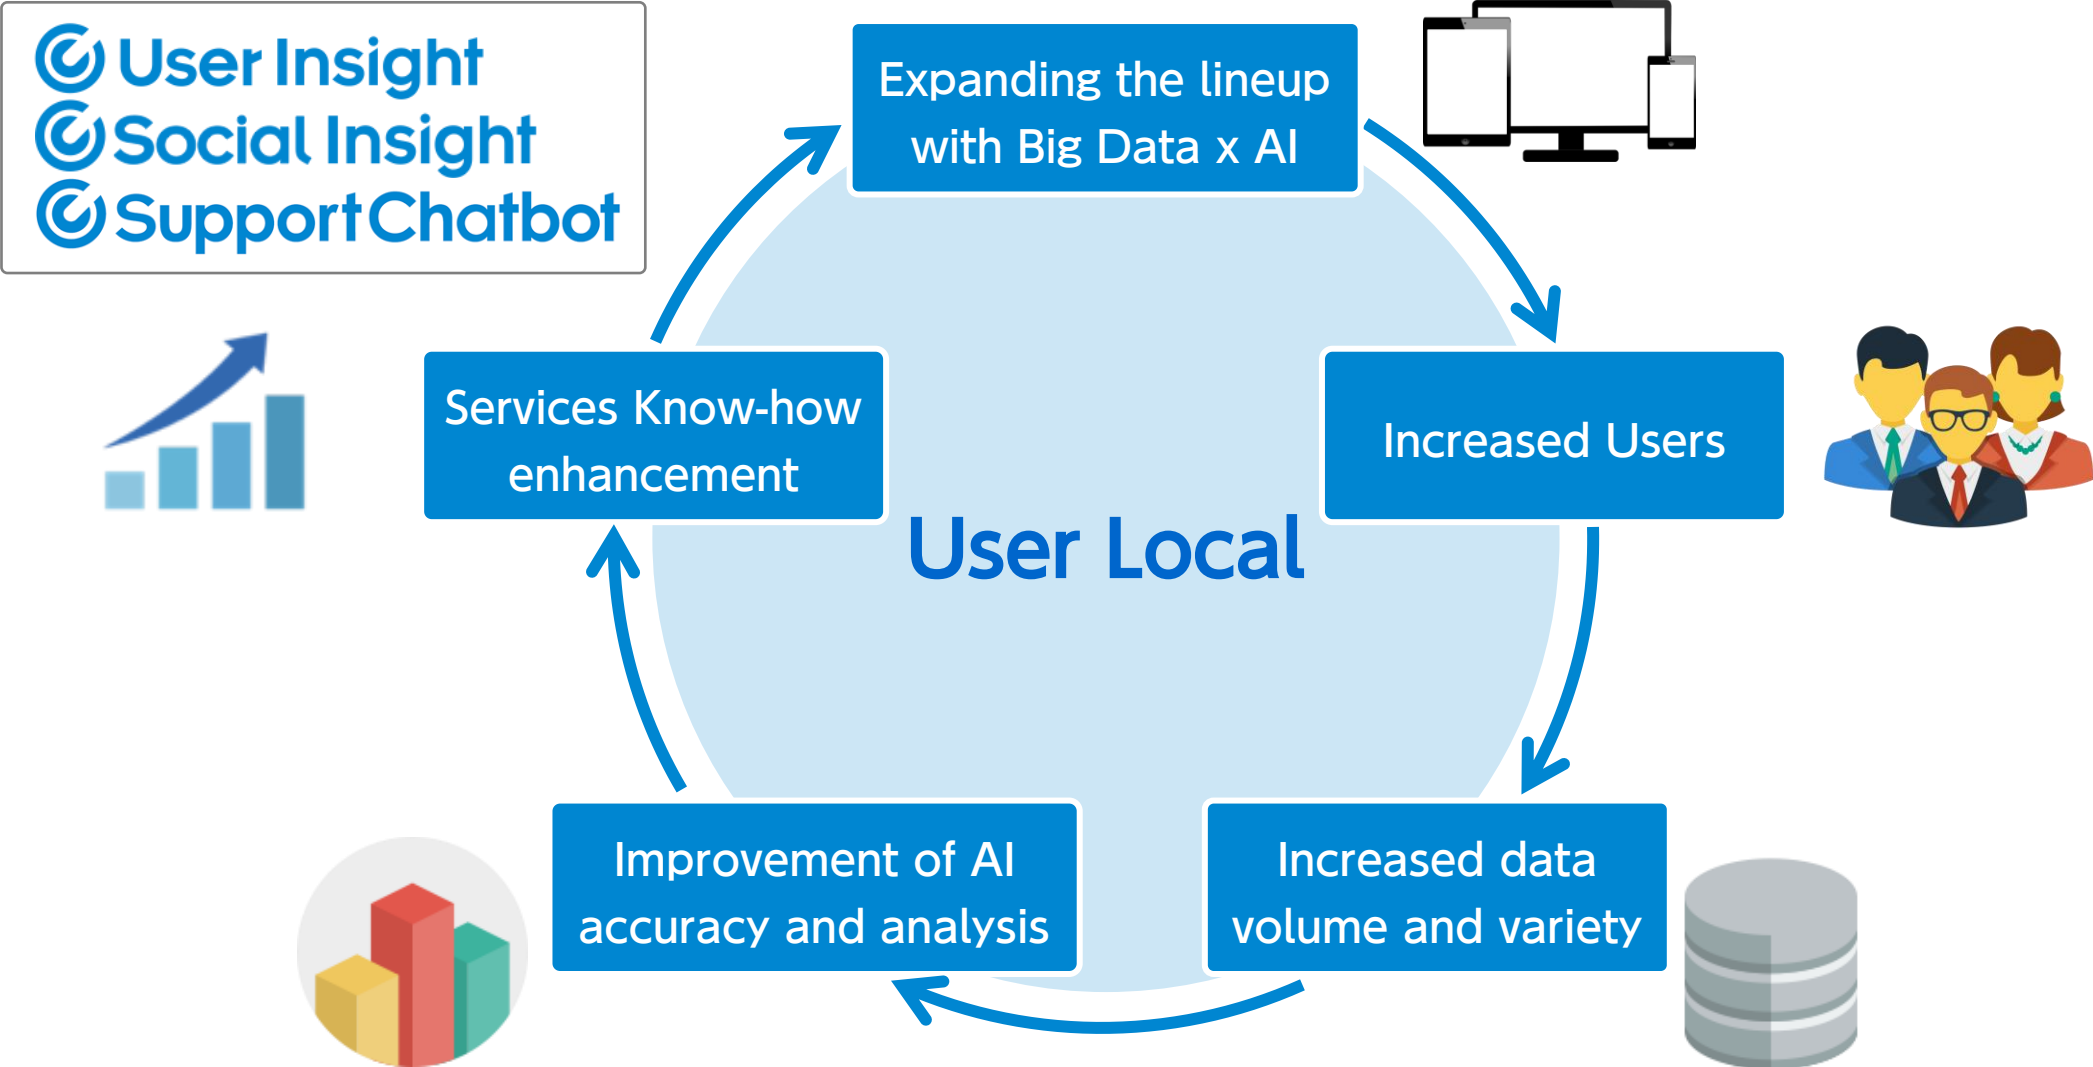 User Insight
Social Insight
Support Chatbot
Expanding the lineup
with Big Data x AI
Services Know-how
enhancement
Increased Users
User Local
Improvement of AI
accuracy and analysis
Increased data
volume and variety